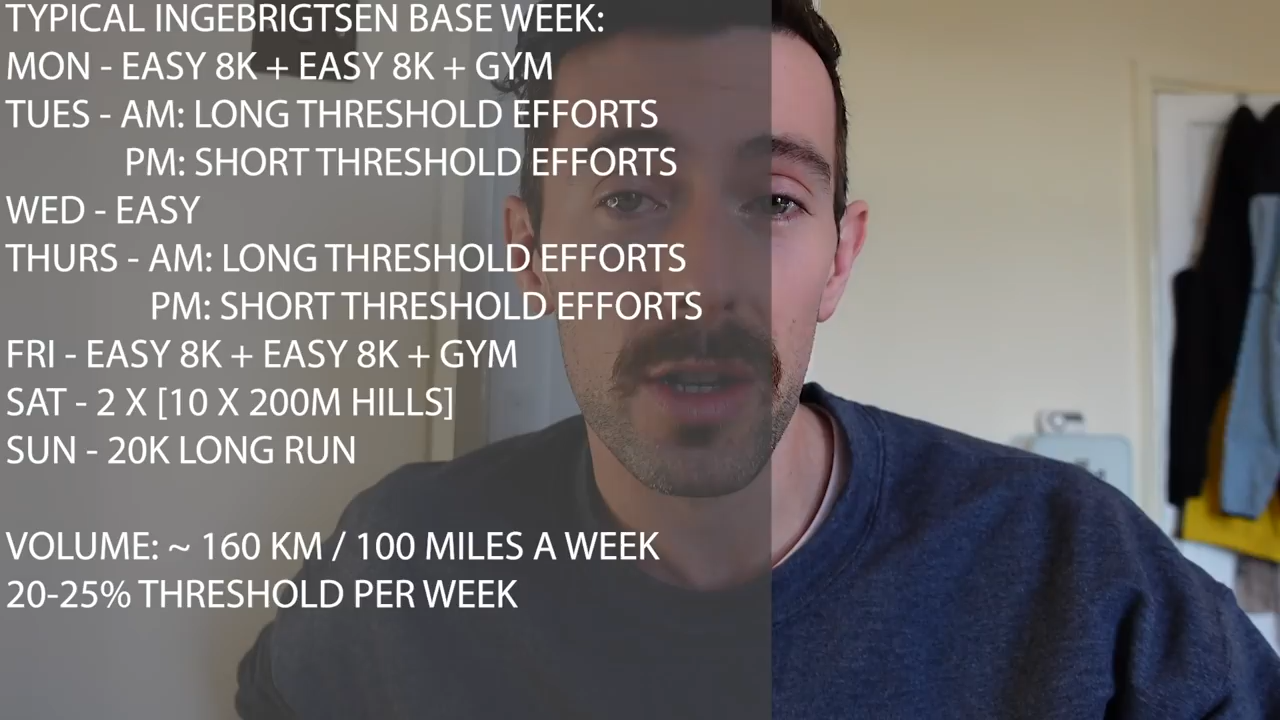 TYPICAL INGEBRIGTSEN BASE WEEK:
MON - EASY 8K + EASY 8K + GYM
TUES - AM: LONG THRESHOLD EFFORTS
PM: SHORT THRESHOLD EFFORTS
WED - EASY
THURS - AM: LONG THRESHOLD EFFORTS
PM: SHORT THRESHOLD EFFORTS
FRI - EASY 8K + EASY 8K + GYM
SAT - 2 X [10 X 200M HILLS]
SUN - 20K LONG RUN
VOLUME: ~ 160 KM / 100 MILES A WEEK
20-25% THRESHOLD PER WEEK